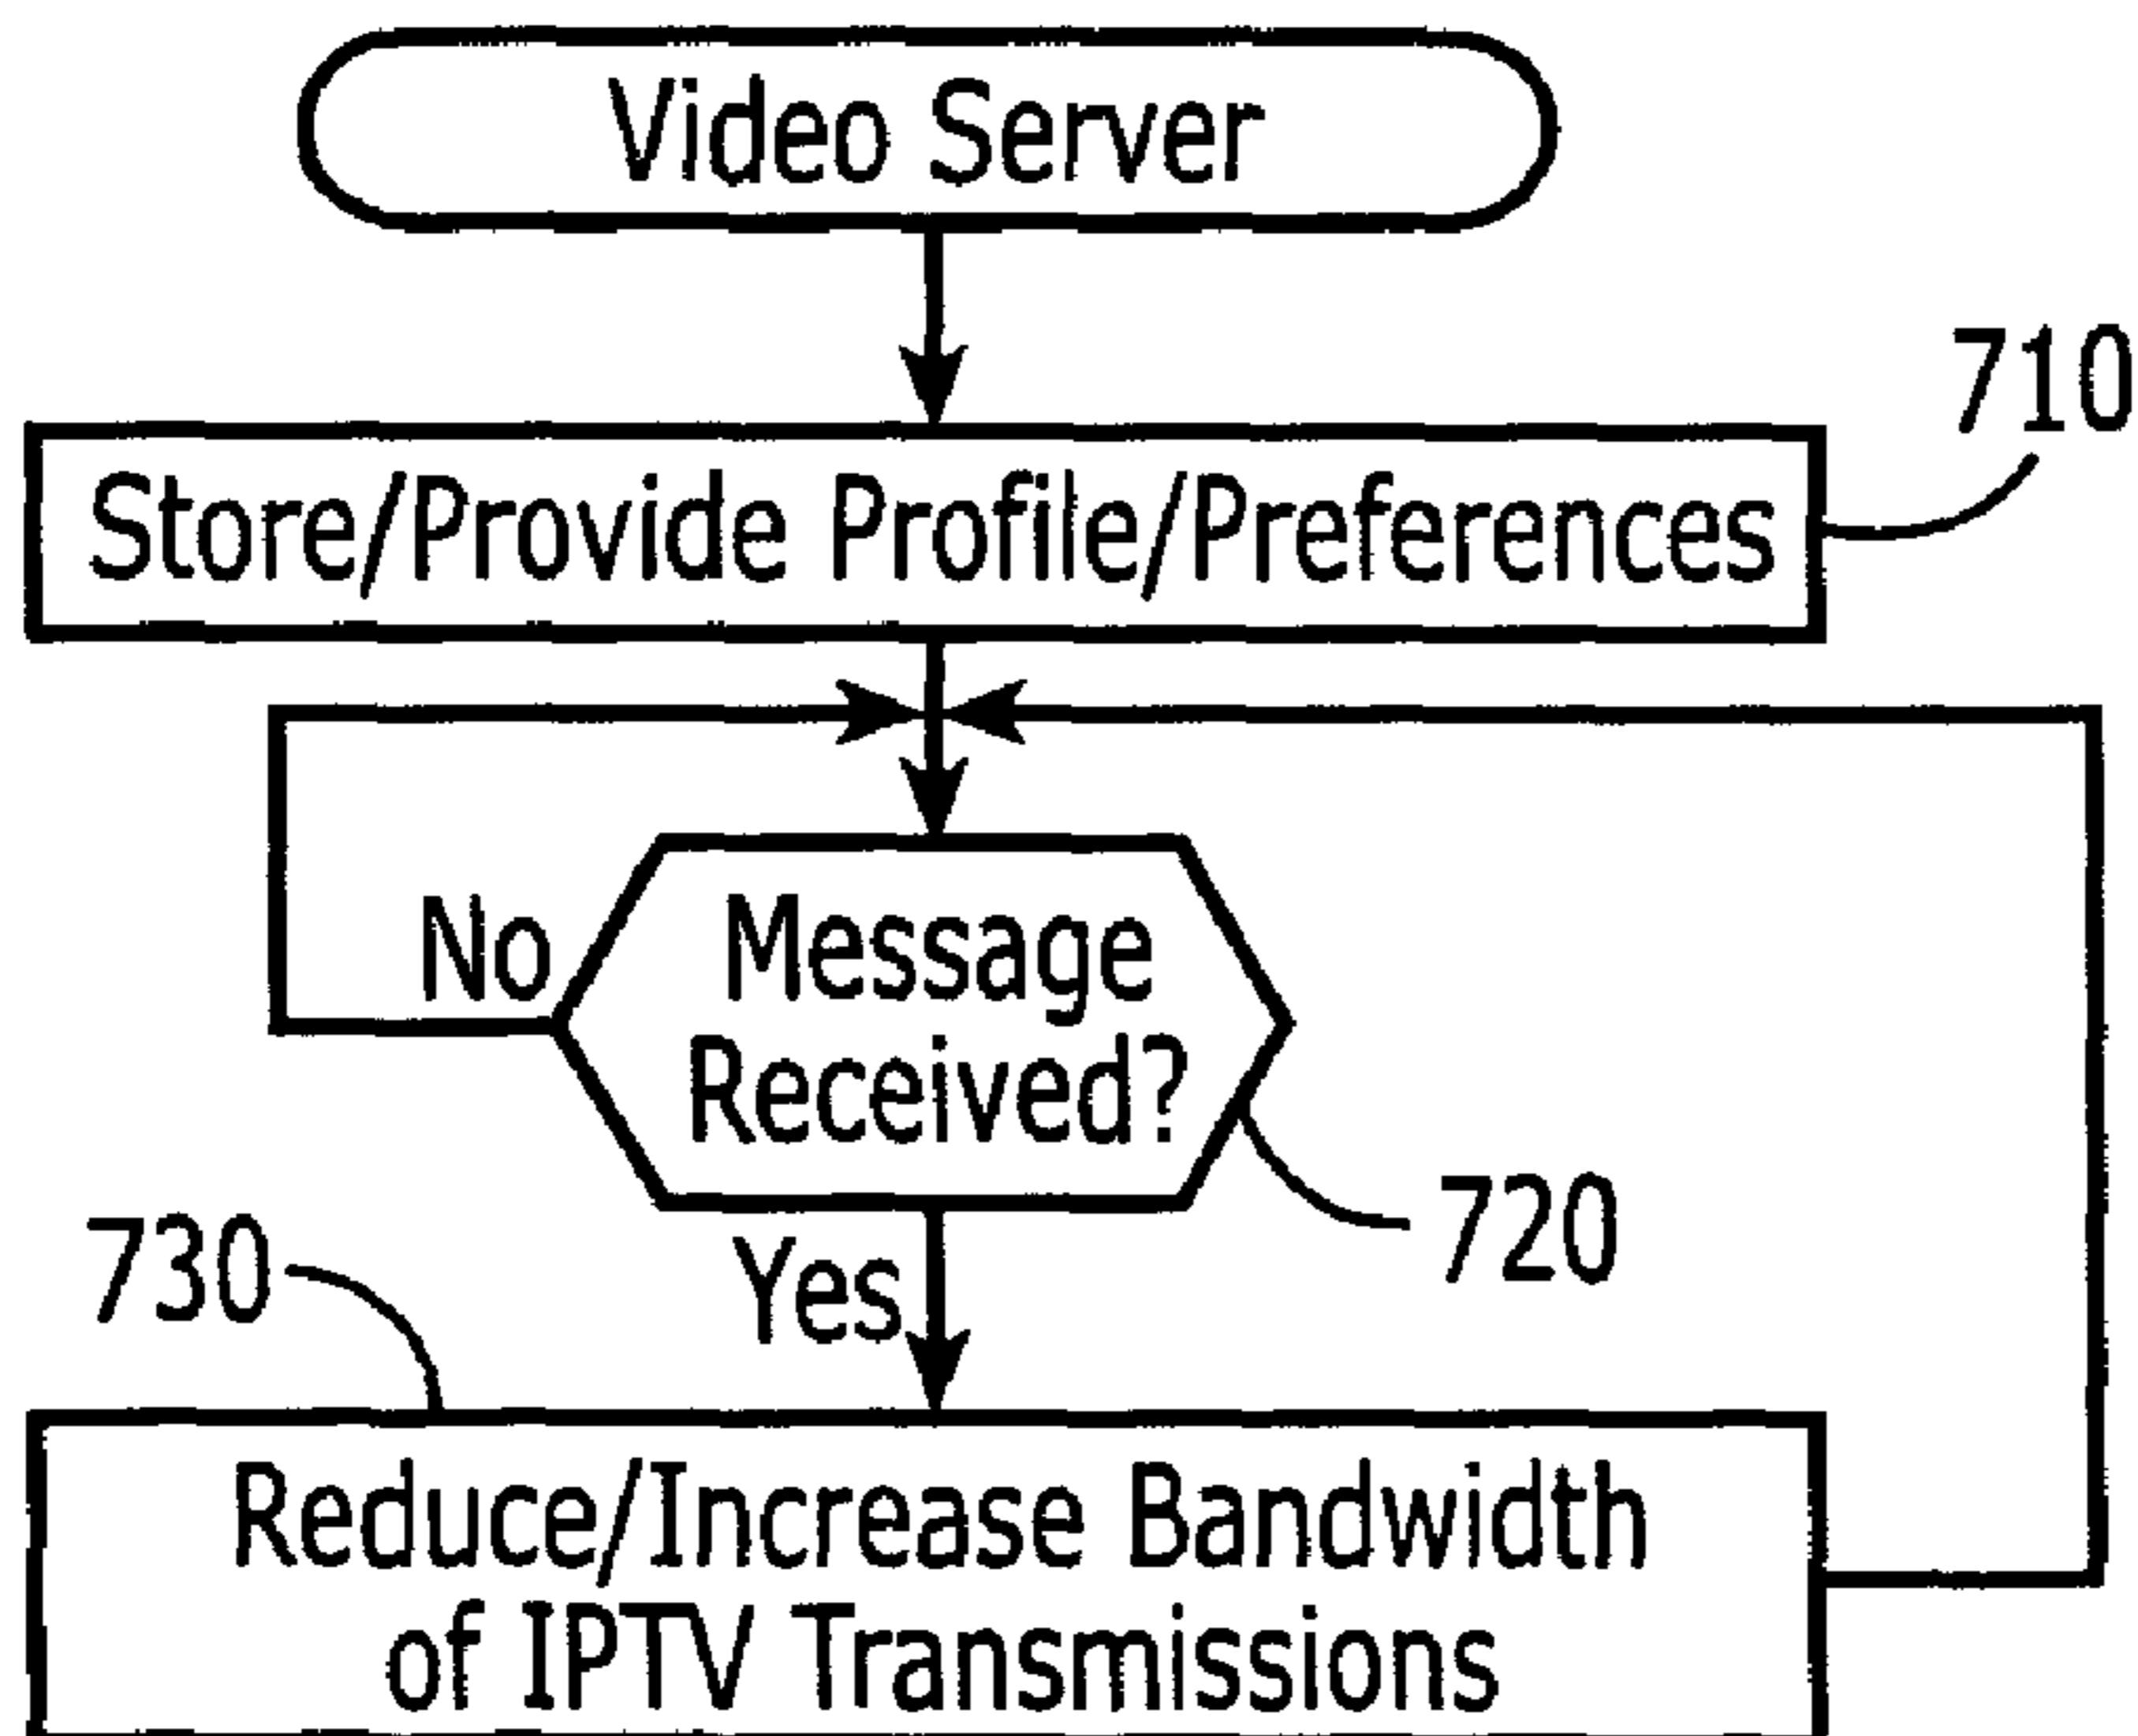 Video Server
710
Store/Provide Profile/Preferences
No
Message
Received?
720
Yes
730
Reduce/Increase Bandwidth
of IPTV Transmissions